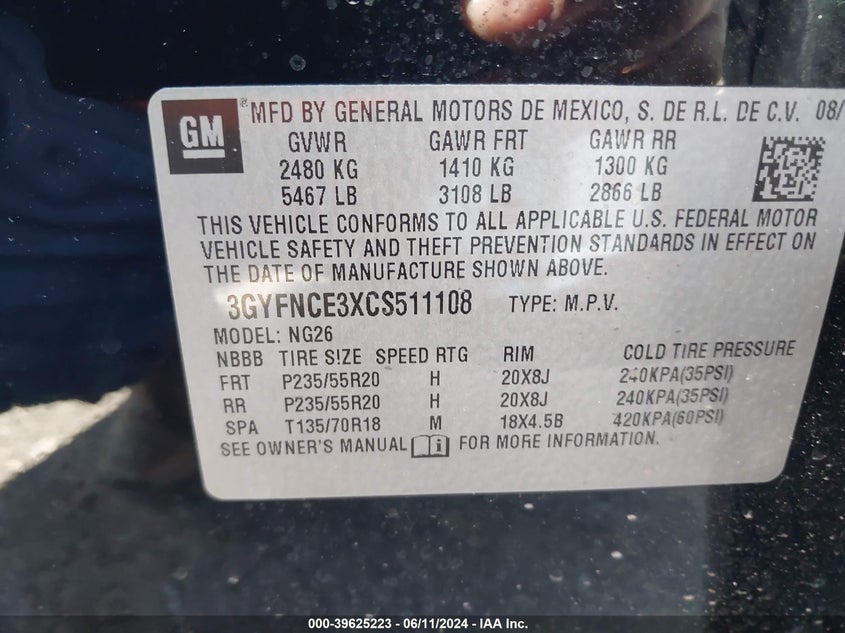 GM ® MFD BY GENERAL MOTORS DE MEXICO, S. DE R.L. DE C.V. 08/
GVWR GAWR FRT GAWR RR
2480 KG 1410 KG 1300 KG
5467 LB 3108 LB 2866 LB
THIS VEHICLE CONFORMS TO ALL APPLICABLE U.S. FEDERAL MOTOR
VEHICLE SAFETY AND THEFT PREVENTION STANDARDS IN EFFECT ON
THE DATE OF MANUFACTURE SHOWN ABOVE.
3GYFNCE3XCS511108 TYPE: M.P.V.
MODEL: NG26
NBBB TIRE SIZE SPEED RTG RIM COLD TIRE PRESSURE
FRT P235/55R20 H 20X8J 240KPA(35PSI)
RR P235/55R20 H 20X8J 240KPA(35PSI)
SPA T135/70R18 M 18X4.5B 420KPA(60PSI)
SEE OWNER'S MANUAL FOR MORE INFORMATION.
000-39625223 - 06/11/2024 - IAA Inc.